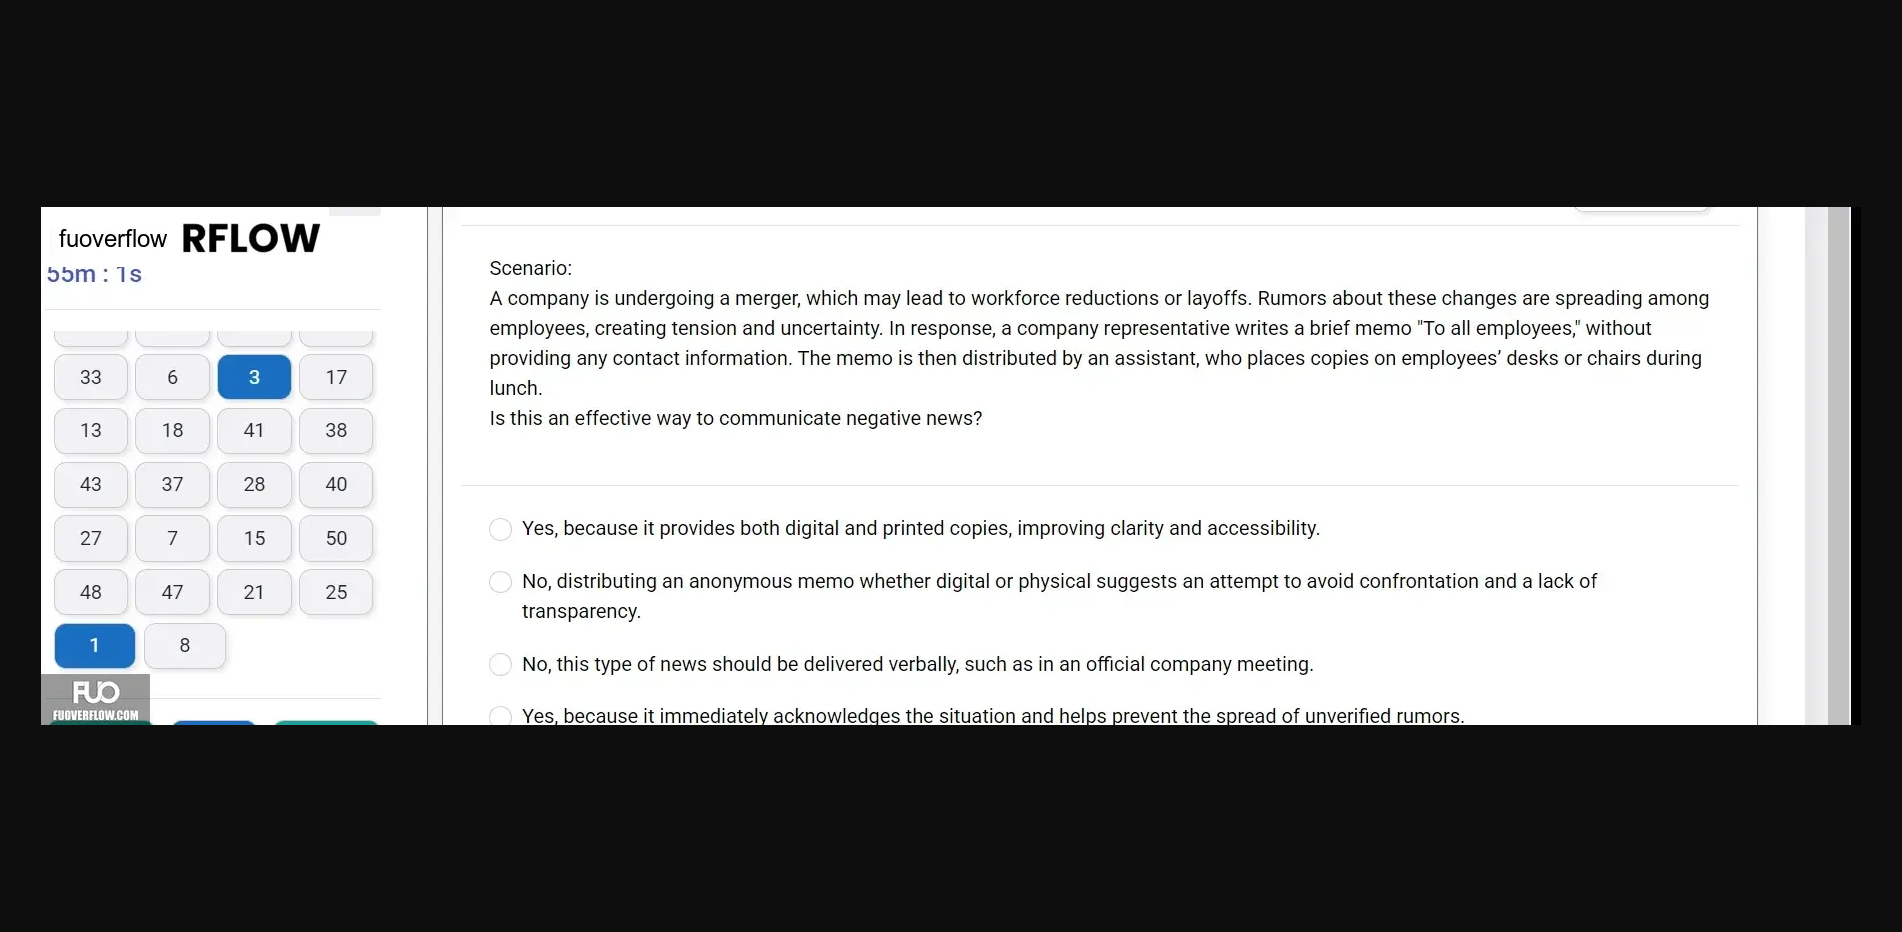 fuoverflow RFLOW
55m : 1s
33 6 3 17
13 18 41 38
43 37 28 40
27 7 15 50
48 47 21 25
1 8
FUO
FUOVERFLOW.COM
Scenario:
A company is undergoing a merger, which may lead to workforce reductions or layoffs. Rumors about these changes are spreading among
employees, creating tension and uncertainty. In response, a company representative writes a brief memo "To all employees," without
providing any contact information. The memo is then distributed by an assistant, who places copies on employees’ desks or chairs during
lunch.
Is this an effective way to communicate negative news?
Yes, because it provides both digital and printed copies, improving clarity and accessibility.
No, distributing an anonymous memo whether digital or physical suggests an attempt to avoid confrontation and a lack of
transparency.
No, this type of news should be delivered verbally, such as in an official company meeting.
Yes, because it immediately acknowledges the situation and helps prevent the spread of unverified rumors.